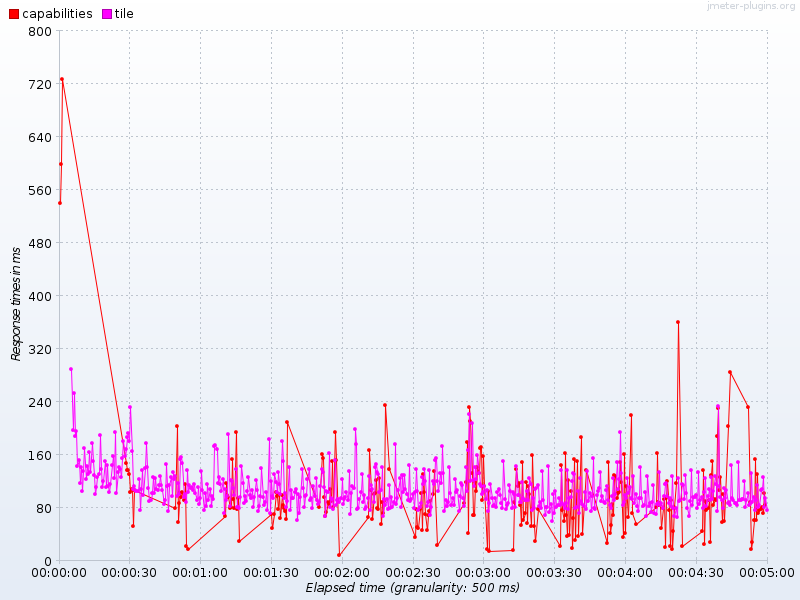 jmeter-plugins.org
capabilities tile
800
720
640
560
480
400
320
240
160
80
0
Response times in ms
00:00:00 00:00:30 00:01:00 00:01:30 00:02:00 00:02:30 00:03:00 00:03:30 00:04:00 00:04:30 00:05:00
Elapsed time (granularity: 500 ms)